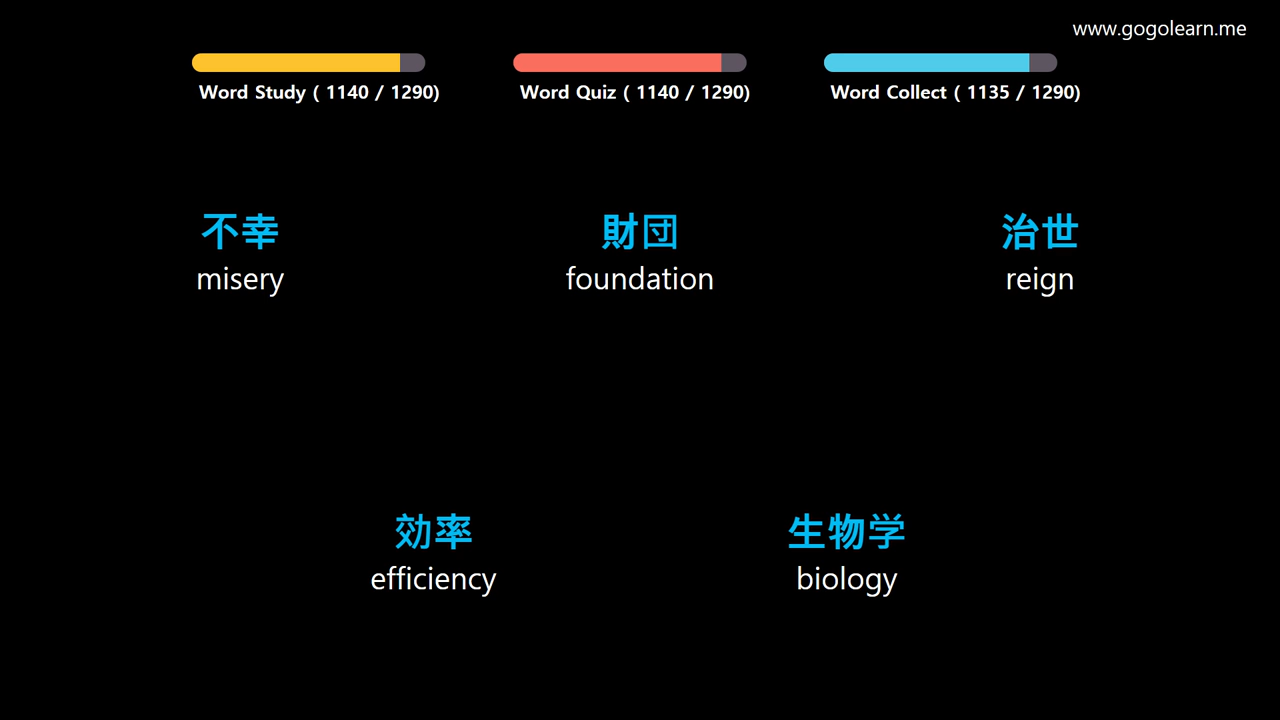 www.gogolearn.me
Word Study ( 1140 / 1290)
Word Quiz ( 1140 / 1290)
Word Collect ( 1135 / 1290)
不幸
misery
財団
foundation
治世
reign
効率
efficiency
生物学
biology